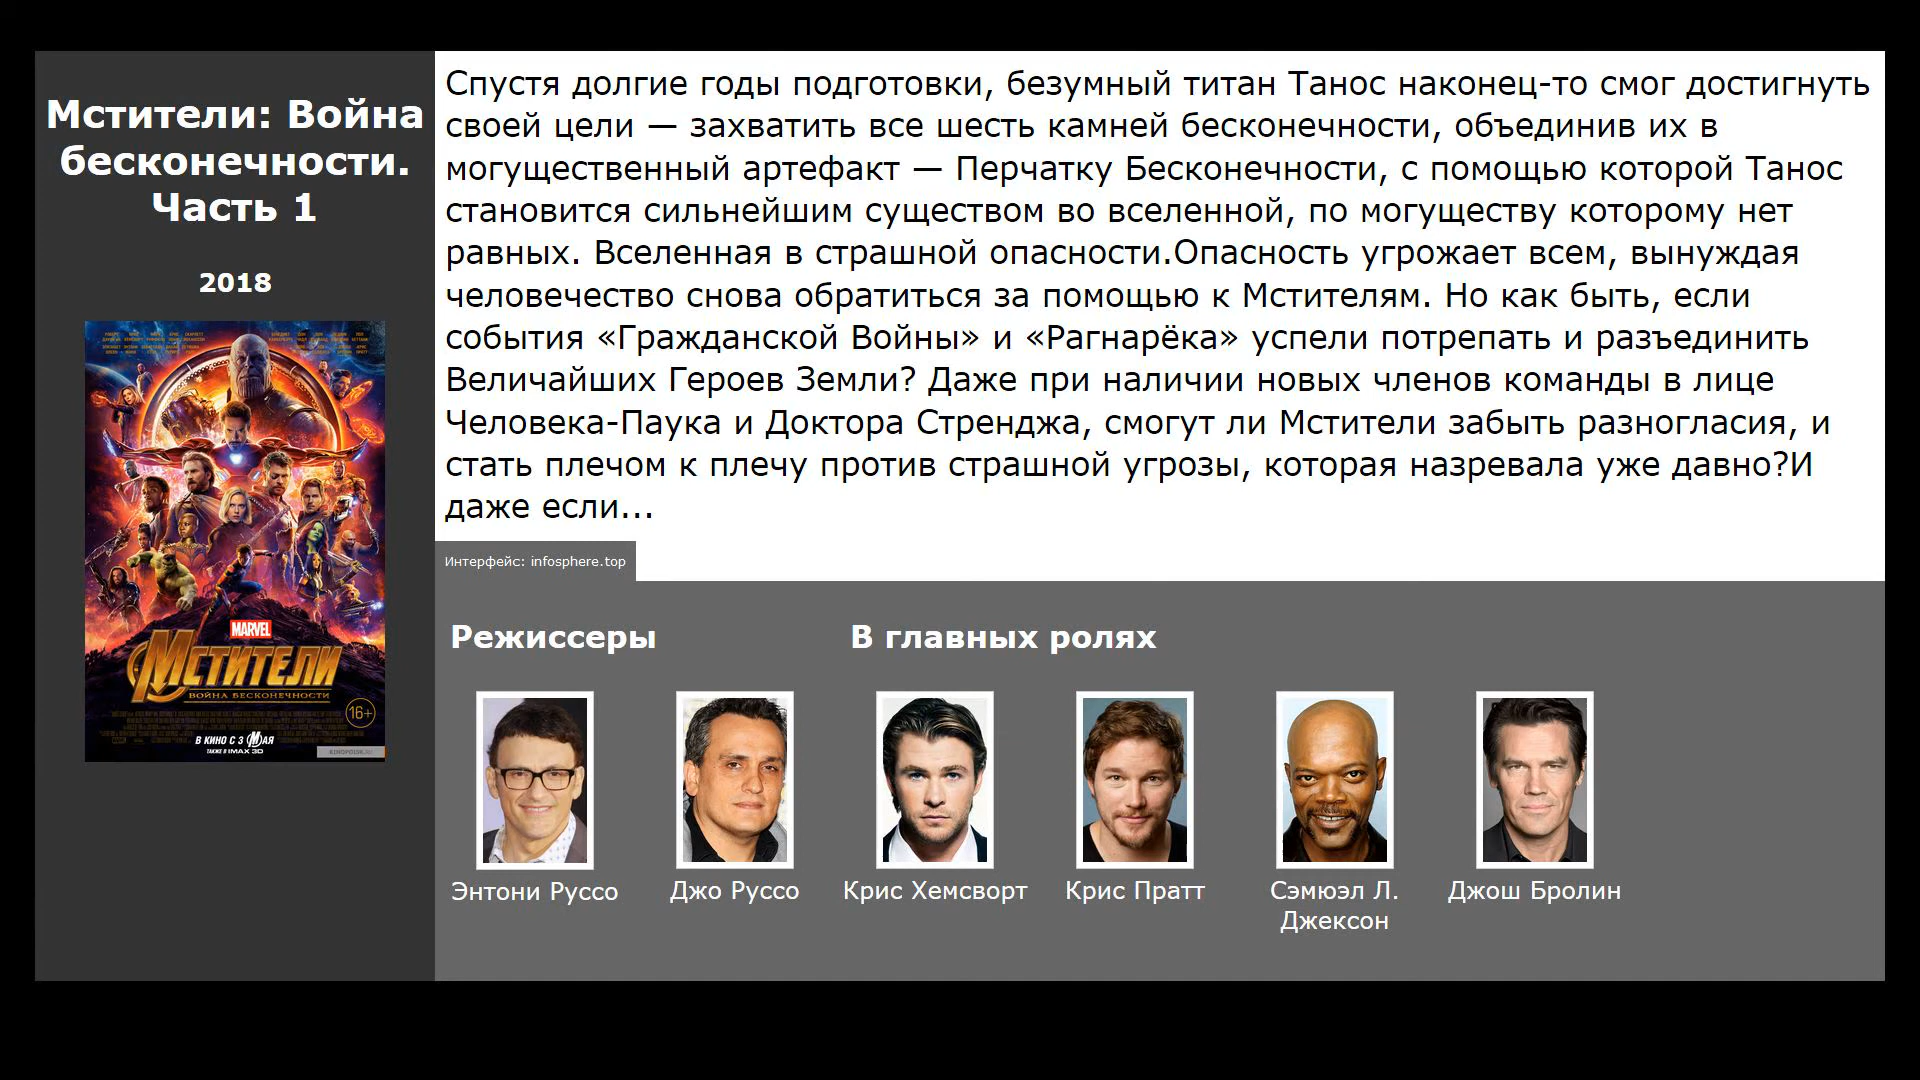 Мстители: Война
бесконечности.
Часть 1
2018
MARVEL
МСТИТЕЛИ
ВОЙНА БЕСКОНЕЧНОСТИ
16+
В КИНО С 3 МАЯ
ТАКЖЕ В IMAX 3D
KINOPOISK.RU
Спустя долгие годы подготовки, безумный титан Танос наконец-то смог достигнуть
своей цели — захватить все шесть камней бесконечности, объединив их в
могущественный артефакт — Перчатку Бесконечности, с помощью которой Танос
становится сильнейшим существом во вселенной, по могуществу которому нет
равных. Вселенная в страшной опасности.Опасность угрожает всем, вынуждая
человечество снова обратиться за помощью к Мстителям. Но как быть, если
события «Гражданской Войны» и «Рагнарёка» успели потрепать и разъединить
Величайших Героев Земли? Даже при наличии новых членов команды в лице
Человека-Паука и Доктора Стренджа, смогут ли Мстители забыть разногласия, и
стать плечом к плечу против страшной угрозы, которая назревала уже давно?И
даже если...
Интерфейс: infosphere.top
Режиссеры
В главных ролях
Энтони Руссо
Джо Руссо
Крис Хемсворт
Крис Пратт
Сэмюэл Л.
Джексон
Джош Бролин